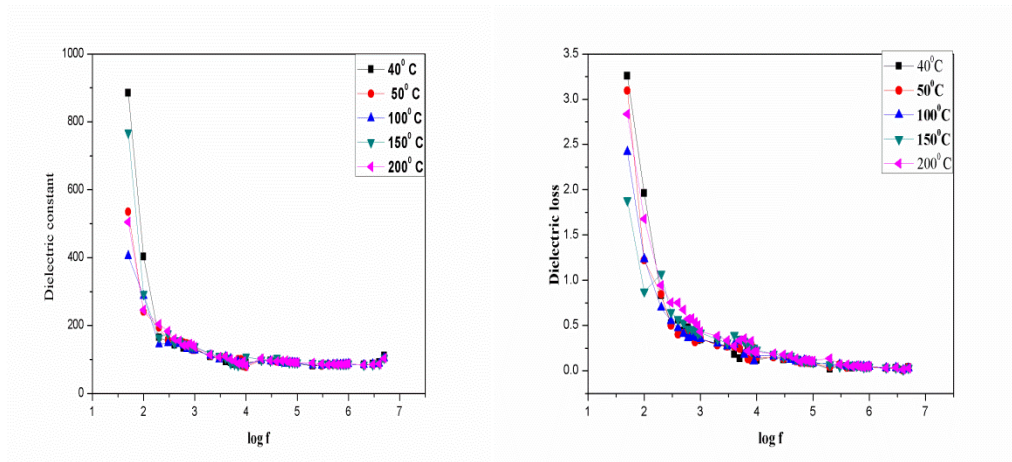 Dielectric constant
1000
800
600
400
200
0
40⁰ C
50⁰ C
100⁰ C
150⁰ C
200⁰ C
1 2 3 4 5 6 7
log f
Dielectric loss
3.5
3.0
2.5
2.0
1.5
1.0
0.5
0.0
40⁰C
50⁰C
100⁰C
150⁰C
200⁰C
1 2 3 4 5 6 7
log f